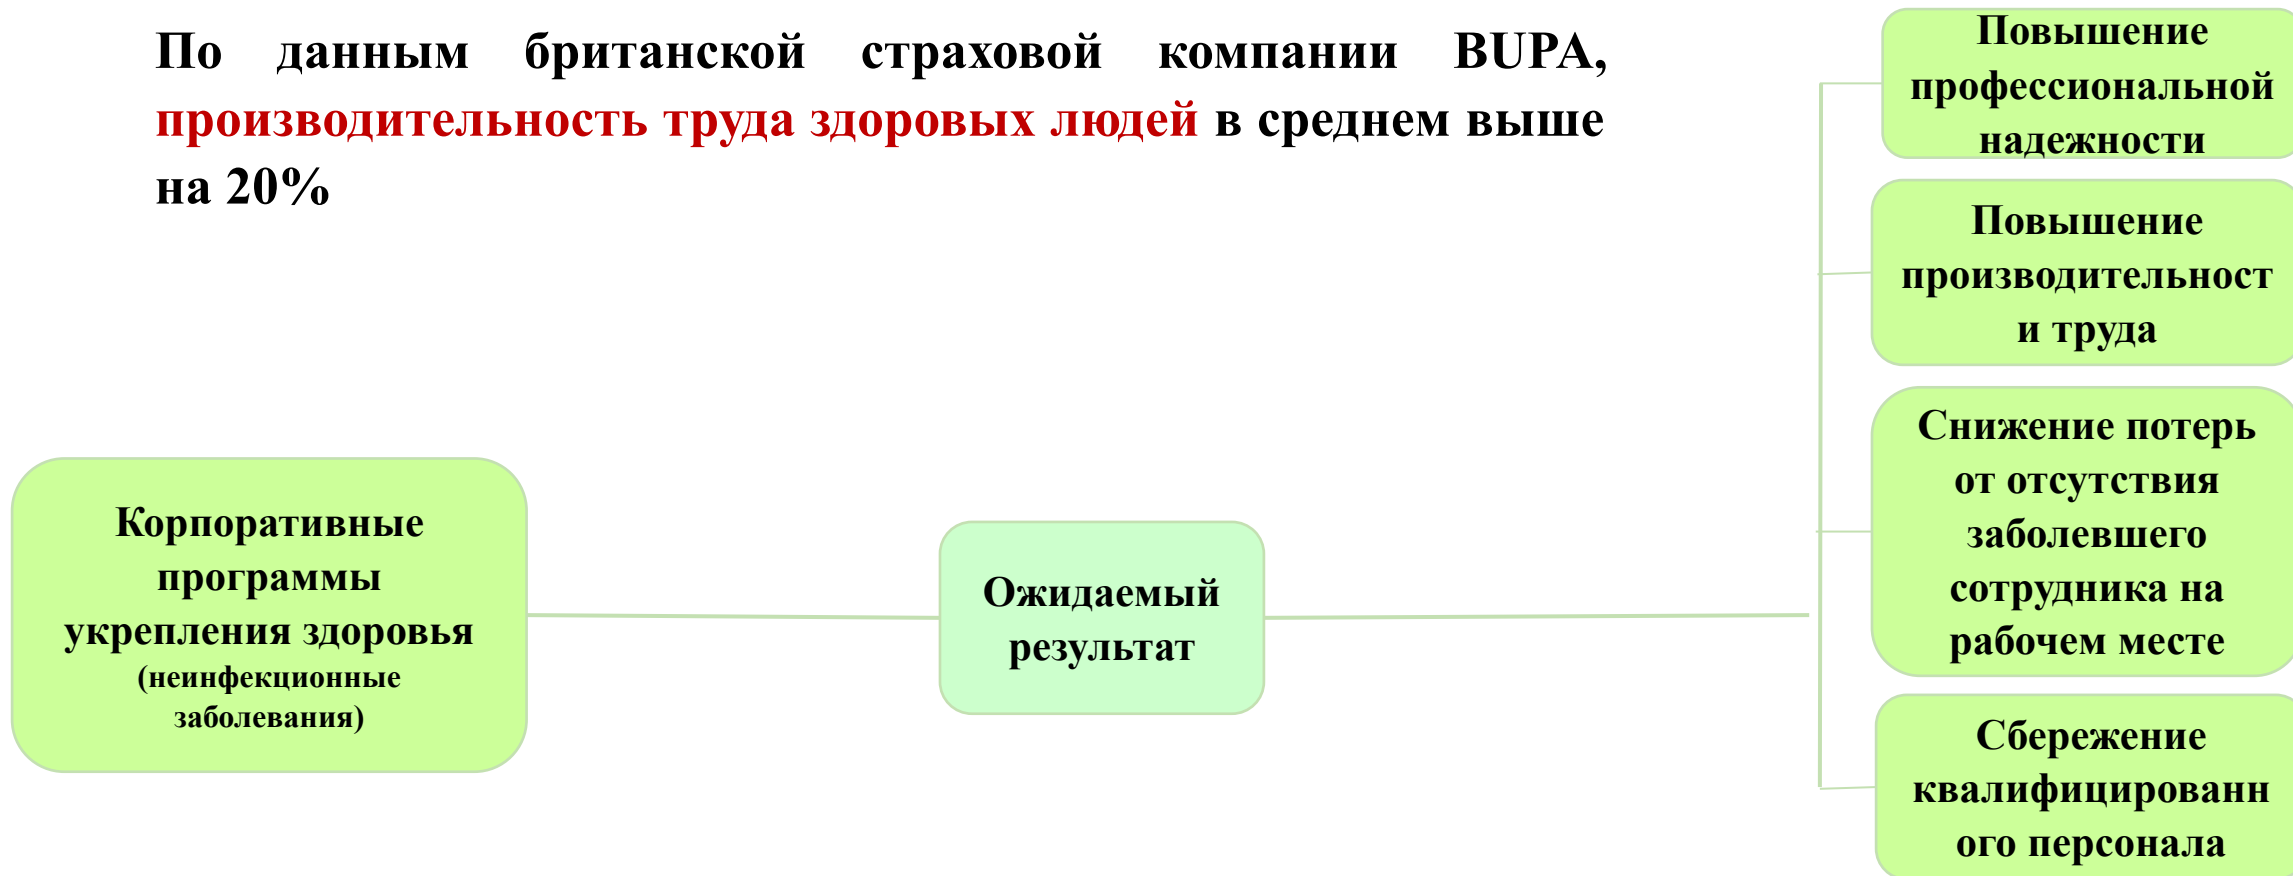 По данным британской страховой компании BUPA,
производительность труда здоровых людей в среднем выше
на 20%
Корпоративные
программы
укрепления здоровья
(неинфекционные
заболевания)
Ожидаемый
результат
Повышение
профессиональной
надежности
Повышение
производительност
и труда
Снижение потерь
от отсутствия
заболевшего
сотрудника на
рабочем месте
Сбережение
квалифицированн
ого персонала